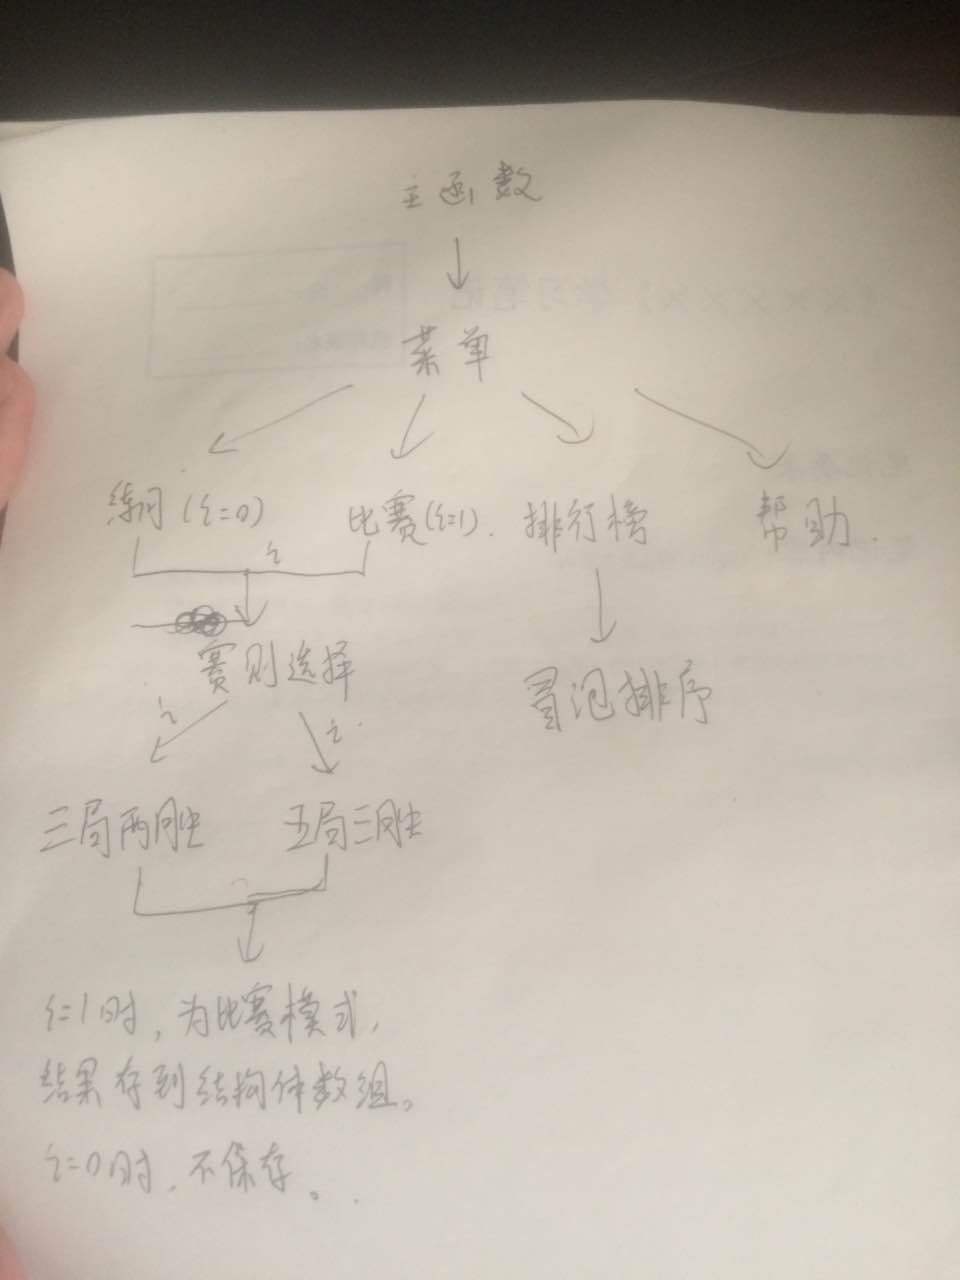 主函数
菜单
练习(i=0)
比赛(i=1).
排行榜
帮助.
i
赛则选择
冒泡排序
i
i.
三局两胜
五局三胜
i=1时,为比赛模式,
结果存到结构体数组。
i=0时.不保存。